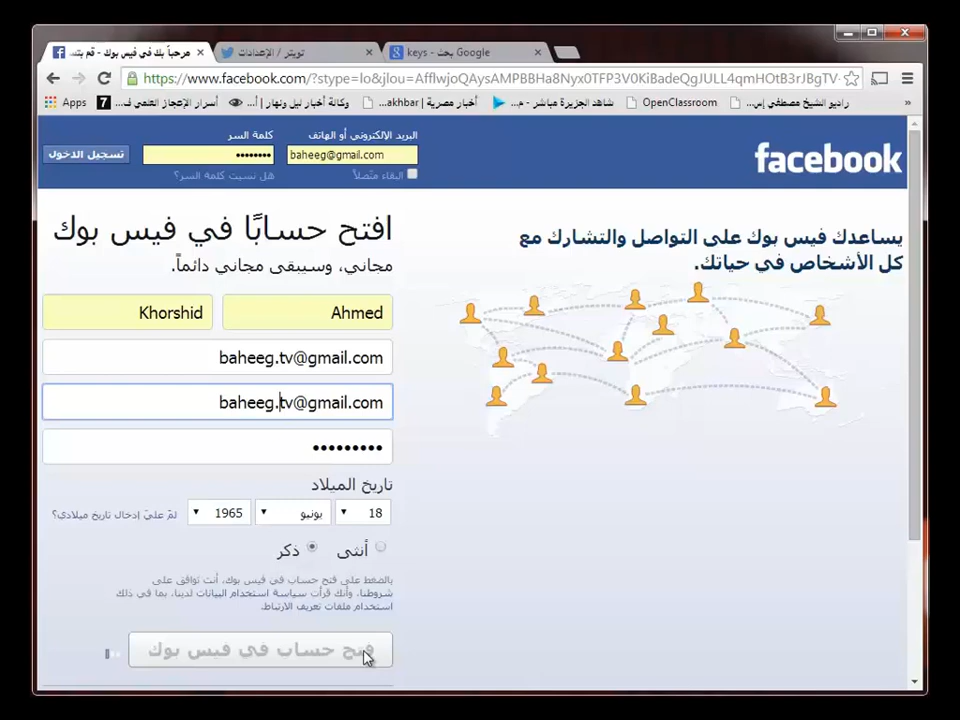 مرحباً بك في فيس بوك - قم بتس
تويتر / الإعدادات
keys - بحث Google
https://www.facebook.com/?stype=lo&jlou=AfflwjoQAysAMPBBHa8Nyx0TFP3V0KiBadeQgJULL4qmHOtB3rJBgTV-
Apps
أسرار الإعجاز العلمي فـ...
وكالة أخبار ليل ونهار | أ...
أخبار مصرية | akhbar...
شاهد الجزيرة مباشر - مـ...
OpenClassroom
راديو الشيخ مصطفى إس...
»
البريد الإلكتروني أو الهاتف
كلمة السر
baheeg@gmail.com
••••••••
تسجيل الدخول
البقاء متّصلاً
هل نسيت كلمة السر؟
facebook
يساعدك فيس بوك على التواصل والتشارك مع
كل الأشخاص في حياتك.
افتح حسابًا في فيس بوك
مجاني، وسيبقى مجاني دائماً.
Ahmed
Khorshid
baheeg.tv@gmail.com
baheeg.tv@gmail.com
•••••••••
تاريخ الميلاد
18
يونيو
1965
لمَ عليّ إدخال تاريخ ميلادي؟
أنثى
ذكر
بالضغط على فتح حساب في فيس بوك، أنت توافق على
شروطنا، وأنك قرأت سياسة استخدام البيانات لدينا، بما في ذلك
استخدام ملفات تعريف الارتباط.
فتح حساب في فيس بوك